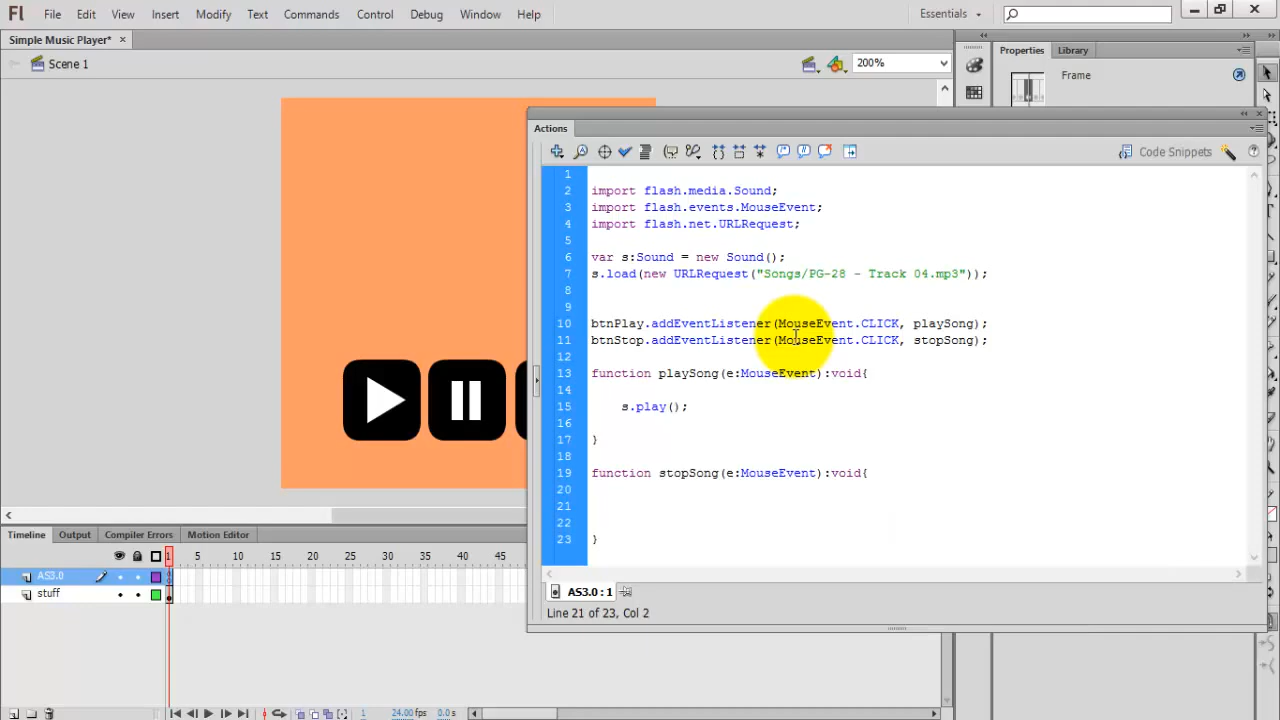 Fl File Edit View Insert Modify Text Commands Control Debug Window Help Essentials
Simple Music Player* ×
Scene 1 200%
Properties Library
Frame
Actions
Code Snippets
1
2 import flash.media.Sound;
3 import flash.events.MouseEvent;
4 import flash.net.URLRequest;
5
6 var s:Sound = new Sound();
7 s.load(new URLRequest("Songs/PG-28 - Track 04.mp3"));
8
9
10 btnPlay.addEventListener(MouseEvent.CLICK, playSong);
11 btnStop.addEventListener(MouseEvent.CLICK, stopSong);
12
13 function playSong(e:MouseEvent):void{
14
15 s.play();
16
17 }
18
19 function stopSong(e:MouseEvent):void{
20
21
22
23 }
Timeline Output Compiler Errors Motion Editor
1 5 10 15 20 25 30 35 40 45
AS3.0
stuff
AS3.0 : 1
Line 21 of 23, Col 2
1 24.00 fps 0.0 s